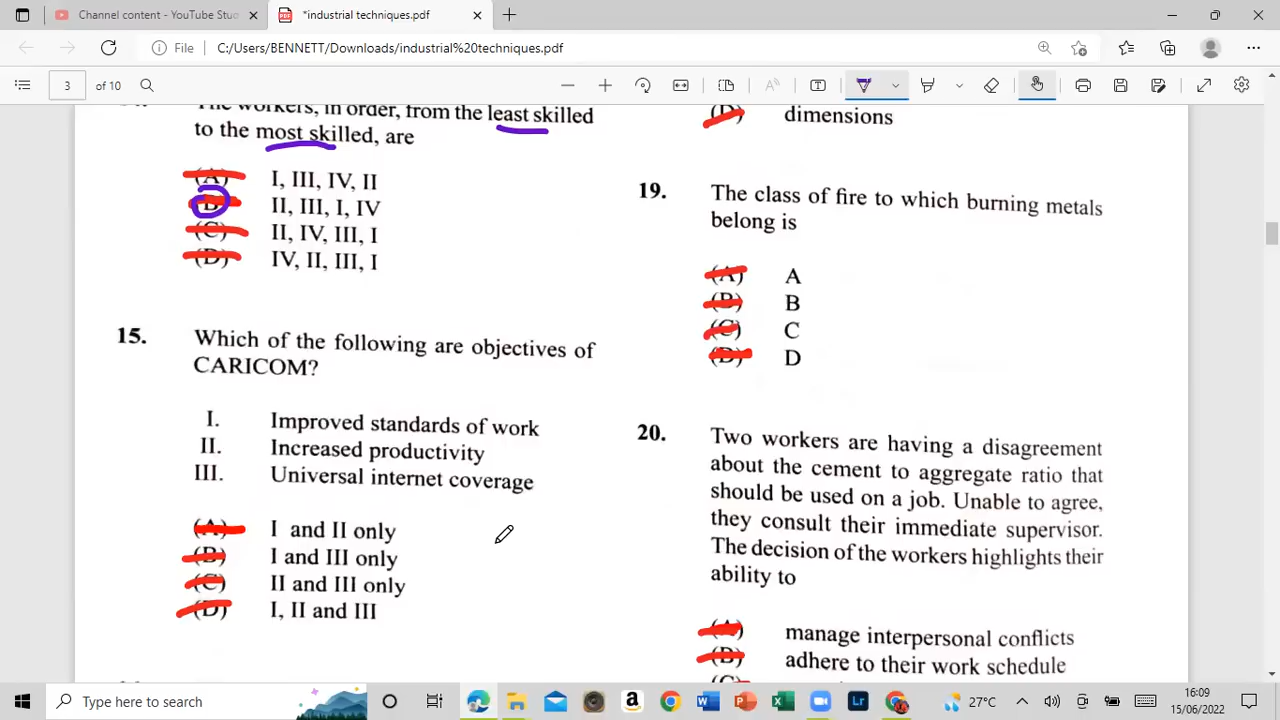 Content dashboard - YouTube Stu
*industrial techniques.pdf
File
C:/Users/BENNETT/Downloads/industrial%20techniques.pdf
3
of 10
The workers, in order, from the least skilled
to the most skilled, are
(A) I, III, IV, II
B II, III, I, IV
(C) II, IV, III, I
(D) IV, II, III, I
15. Which of the following are objectives of
CARICOM?
I. Improved standards of work
II. Increased productivity
III. Universal internet coverage
(A) I and II only
(B) I and III only
(C) II and III only
(D) I, II and III
(D) dimensions
19. The class of fire to which burning metals
belong is
(A) A
(B) B
(C) C
(D) D
20. Two workers are having a disagreement
about the cement to aggregate ratio that
should be used on a job. Unable to agree,
they consult their immediate supervisor.
The decision of the workers highlights their
ability to
(A) manage interpersonal conflicts
(B) adhere to their work schedule
Type here to search
27°C
16:09
15/06/2022